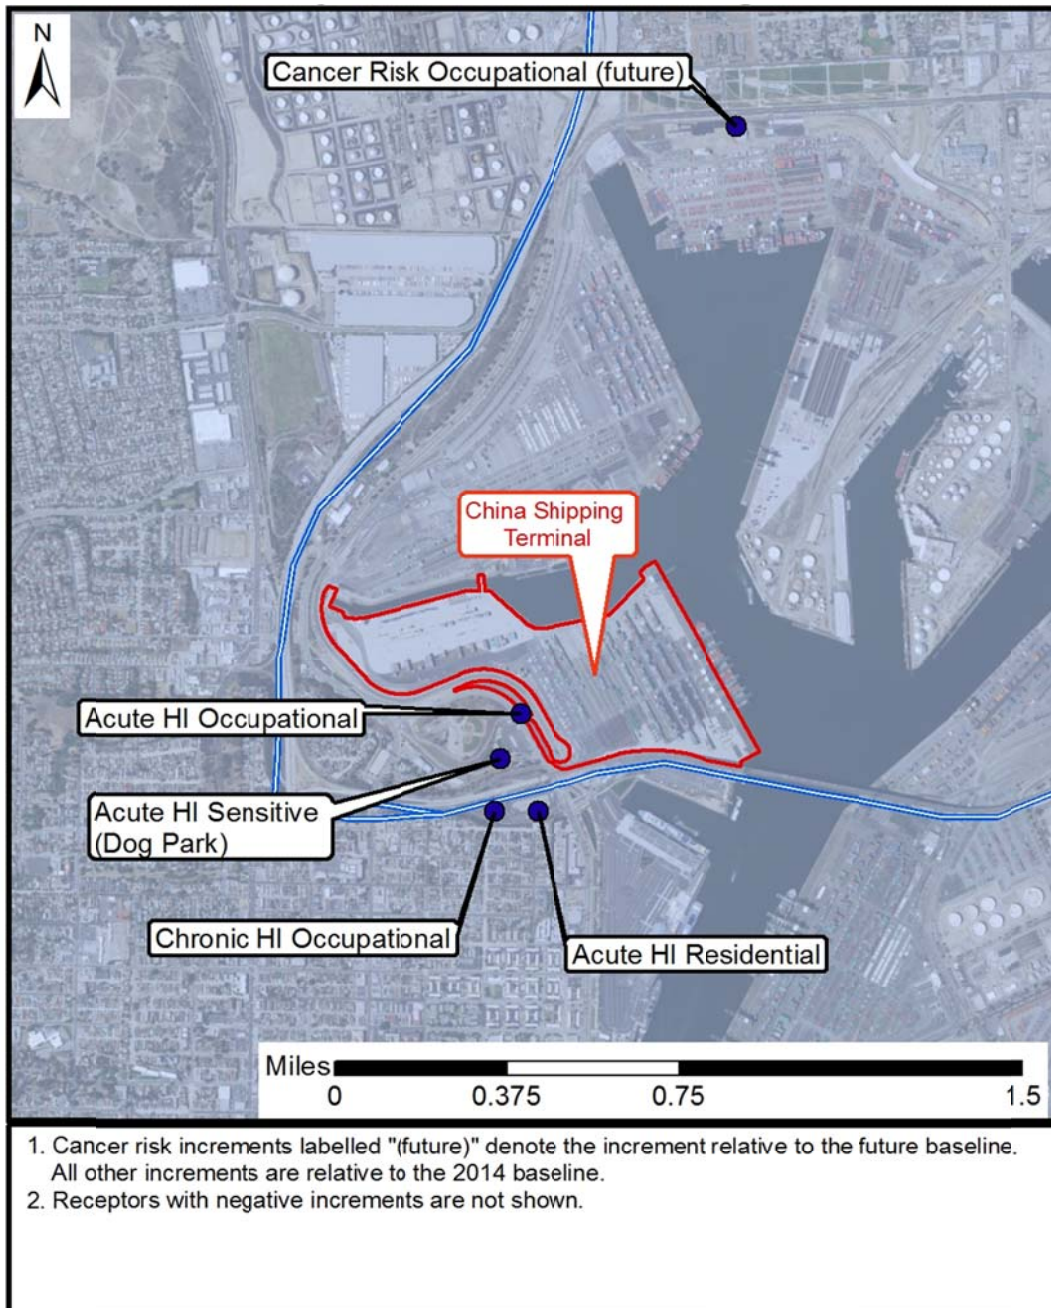 N
Cancer Risk Occupational (future)
China Shipping
Terminal
Acute HI Occupational
Acute HI Sensitive
(Dog Park)
Chronic HI Occupational
Acute HI Residential
Miles
0 0.375 0.75 1.5
1. Cancer risk increments labelled "(future)" denote the increment relative to the future baseline.
All other increments are relative to the 2014 baseline.
2. Receptors with negative increments are not shown.